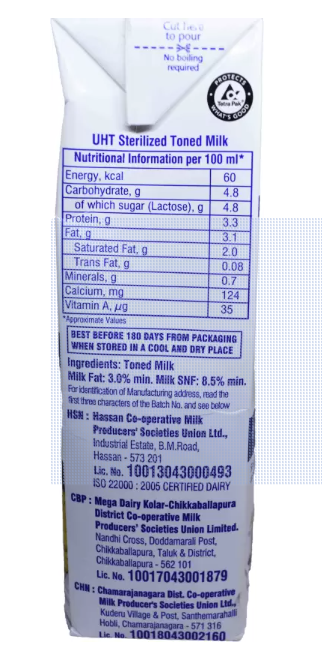 Cut here
to pour
No boiling
required
PROTECTS
Tetra Pak
WHAT'S GOOD
UHT Sterilized Toned Milk
Nutritional Information per 100 ml*
Energy, kcal 60
Carbohydrate, g 4.8
of which sugar (Lactose), g 4.8
Protein, g 3.3
Fat, g 3.1
Saturated Fat, g 2.0
Trans Fat, g 0.08
Minerals, g 0.7
Calcium, mg 124
Vitamin A, µg 35
*Approximate Values
BEST BEFORE 180 DAYS FROM PACKAGING
WHEN STORED IN A COOL AND DRY PLACE
Ingredients: Toned Milk
Milk Fat: 3.0% min. Milk SNF: 8.5% min.
For identification of Manufacturing address, read the
first three characters of the Batch No. and see below
HSN : Hassan Co-operative Milk
Producers' Societies Union Ltd.,
Industrial Estate, B.M.Road,
Hassan - 573 201
Lic. No. 10013043000493
ISO 22000 : 2005 CERTIFIED DAIRY
CBP : Mega Dairy Kolar-Chikkaballapura
District Co-operative Milk
Producers' Societies Union Limited.
Nandhi Cross, Doddamarali Post,
Chikkaballapura, Taluk & District,
Chikkaballapura - 562 101
Lic. No. 10017043001879
CHN : Chamarajanagara Dist. Co-operative
Milk Producer's Societies Union Ltd.,
Kuderu Village & Post, Santhemarahalli
Hobli, Chamarajanagara - 571 316
Lic. No. 10018043002160